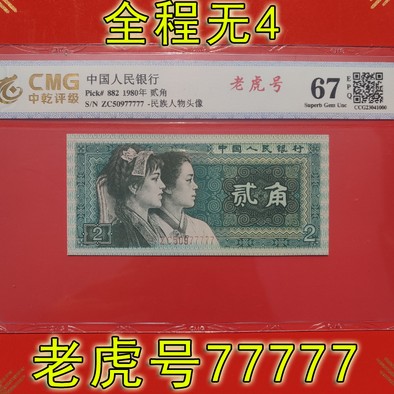 全程无4
CMG
中乾评级
中国人民银行
Pick# 882 1980年 贰角
S/N ZC50977777 -民族人物头像
老虎号
67
EPQ
Superb Gem Unc
CCG23041000
中国人民银行
贰角
2
2
ZC50977777
老虎号77777